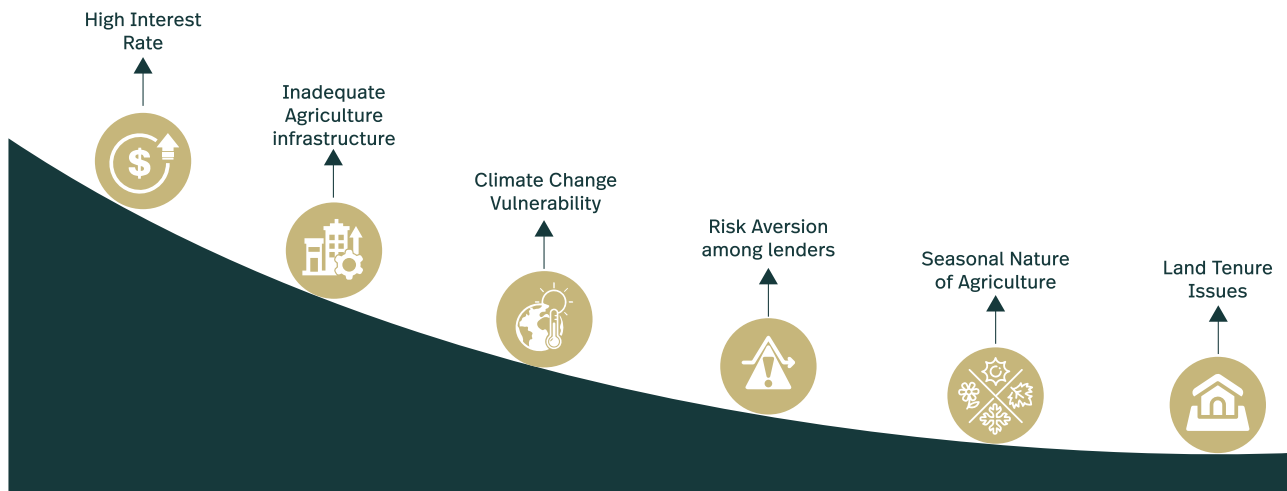 High Interest
Rate
Inadequate
Agriculture
infrastructure
Climate Change
Vulnerability
Risk Aversion
among lenders
Seasonal Nature
of Agriculture
Land Tenure
Issues
$